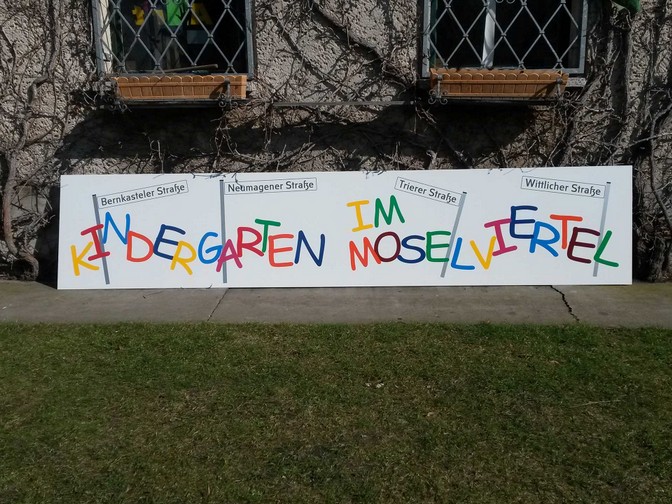 Bernkasteler Straße
Neumagener Straße
Trierer Straße
Wittlicher Straße
KINDERGARTEN IM MOSELVIERTEL